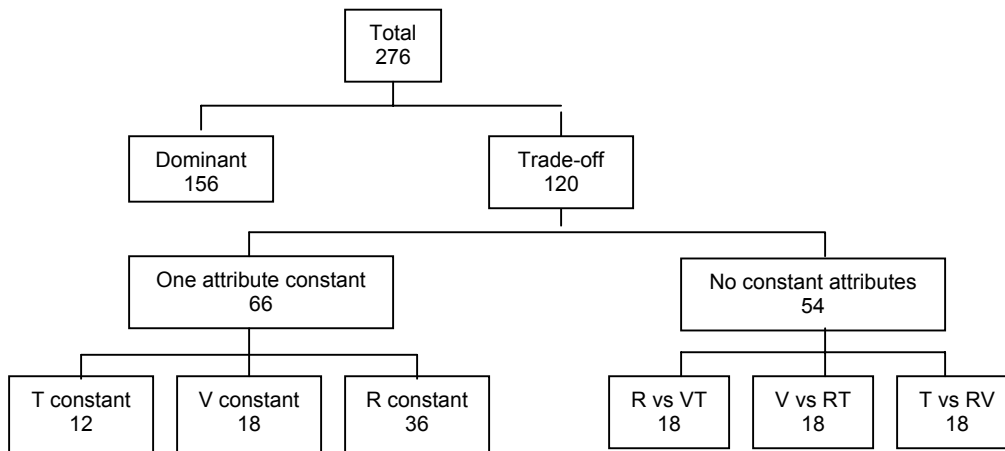 Total
276
Dominant
156
Trade-off
120
One attribute constant
66
No constant attributes
54
T constant
12
V constant
18
R constant
36
R vs VT
18
V vs RT
18
T vs RV
18